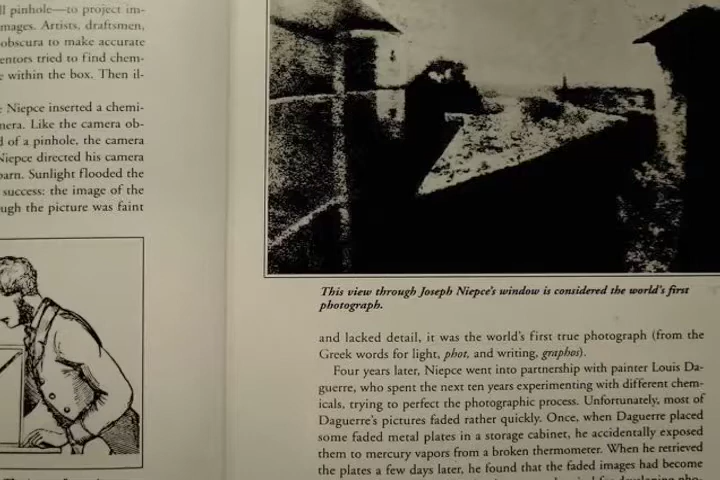 ll pinhole—to project im-
mages. Artists, draftsmen,
obscura to make accurate
entors tried to find chem-
e within the box. Then il-
Niepce inserted a chemi-
nera. Like the camera ob-
d of a pinhole, the camera
Niepce directed his camera
barn. Sunlight flooded the
success: the image of the
ugh the picture was faint
This view through Joseph Niepce's window is considered the world's first
photograph.
and lacked detail, it was the world's first true photograph (from the
Greek words for light, phot, and writing, graphos).
Four years later, Niepce went into partnership with painter Louis Da-
guerre, who spent the next ten years experimenting with different chem-
icals, trying to perfect the photographic process. Unfortunately, most of
Daguerre's pictures faded rather quickly. Once, when Daguerre placed
some faded metal plates in a storage cabinet, he accidentally exposed
them to mercury vapors from a broken thermometer. When he retrieved
the plates a few days later, he found that the faded images had become